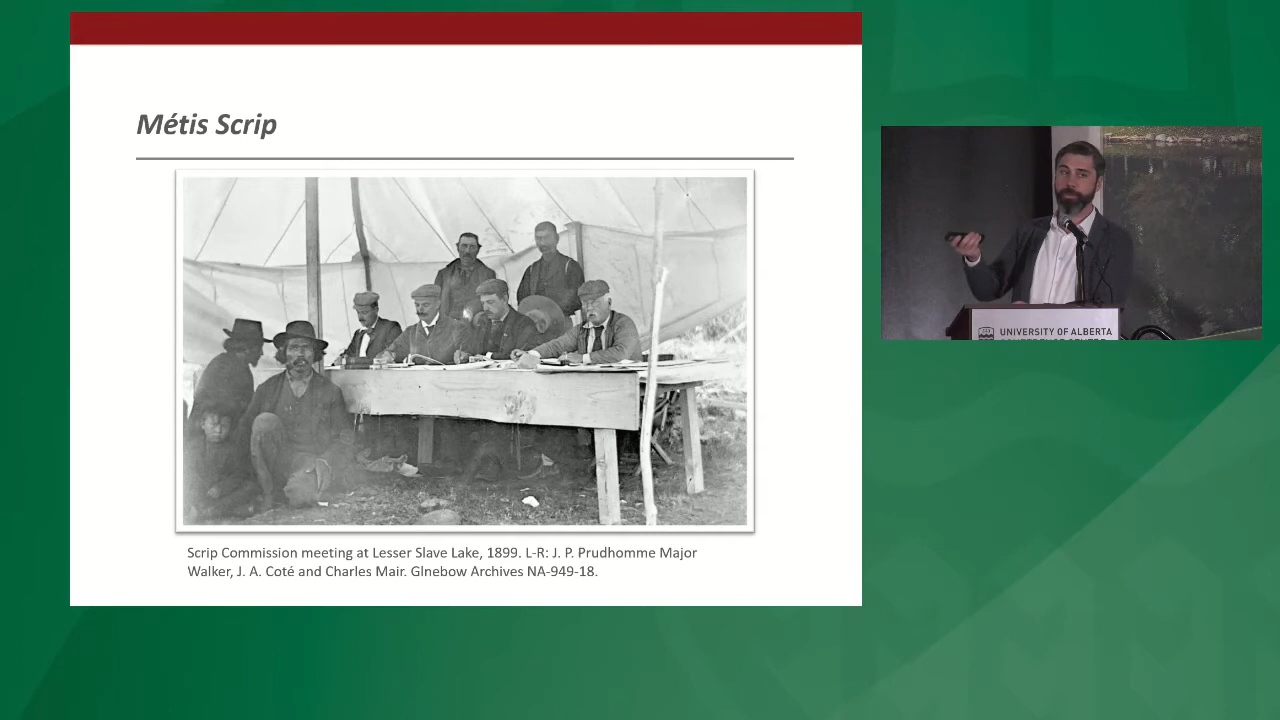 Métis Scrip
Scrip Commission meeting at Lesser Slave Lake, 1899. L-R: J. P. Prudhomme Major
Walker, J. A. Coté and Charles Mair. Glnebow Archives NA-949-18.
UNIVERSITY OF ALBERTA